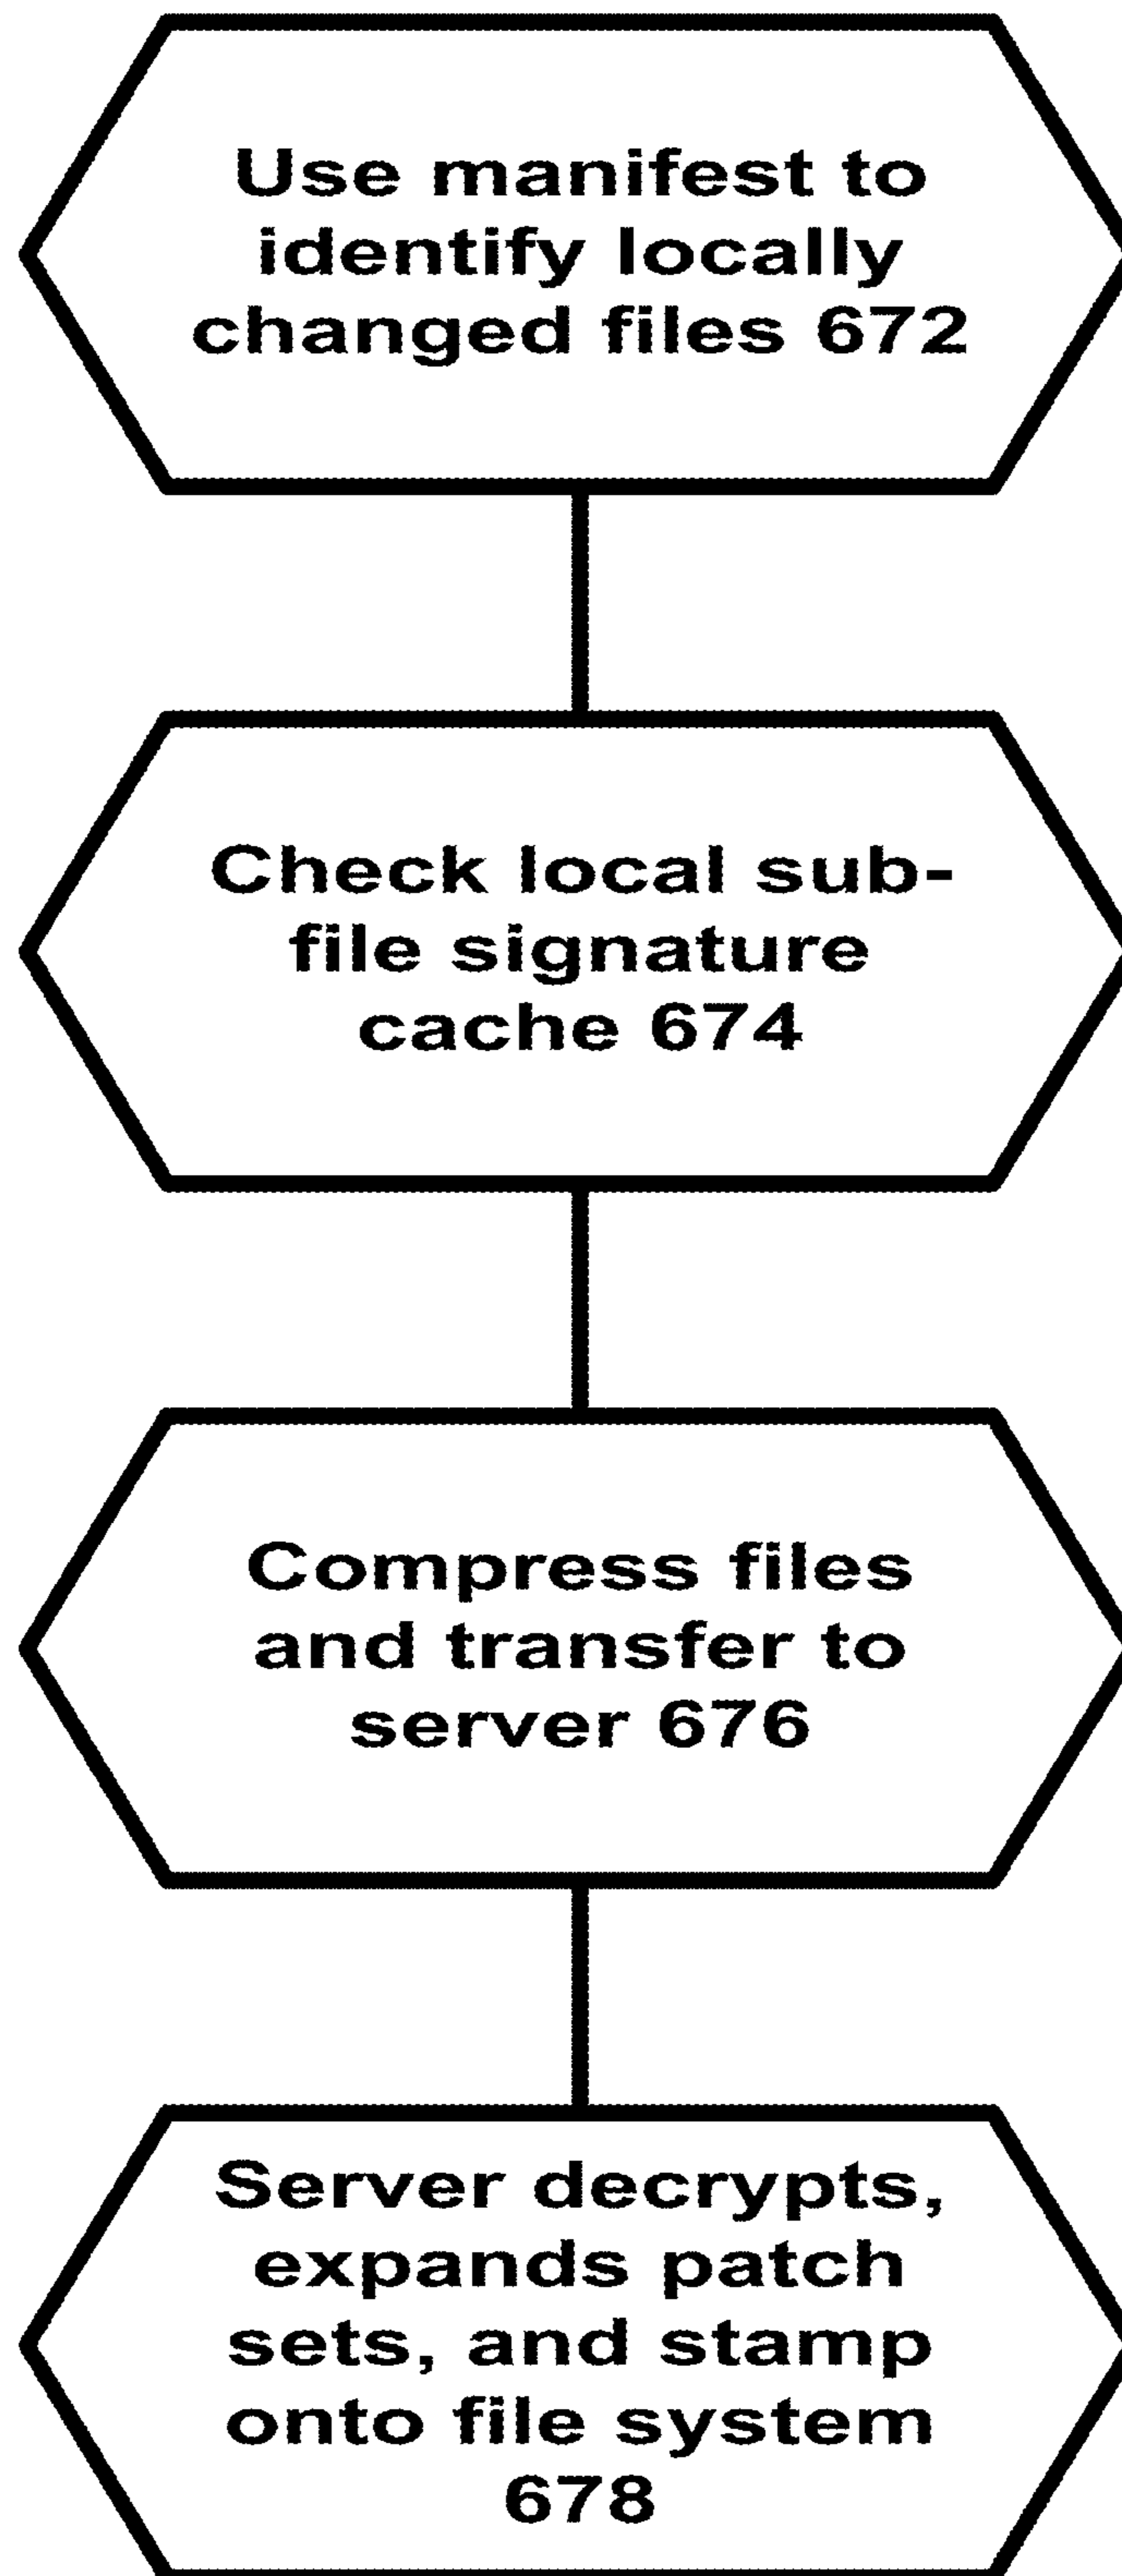 Use manifest to
identify locally
changed files 672
Check local sub-
file signature
cache 674
Compress files
and transfer to
server 676
Server decrypts,
expands patch
sets, and stamp
onto file system
678